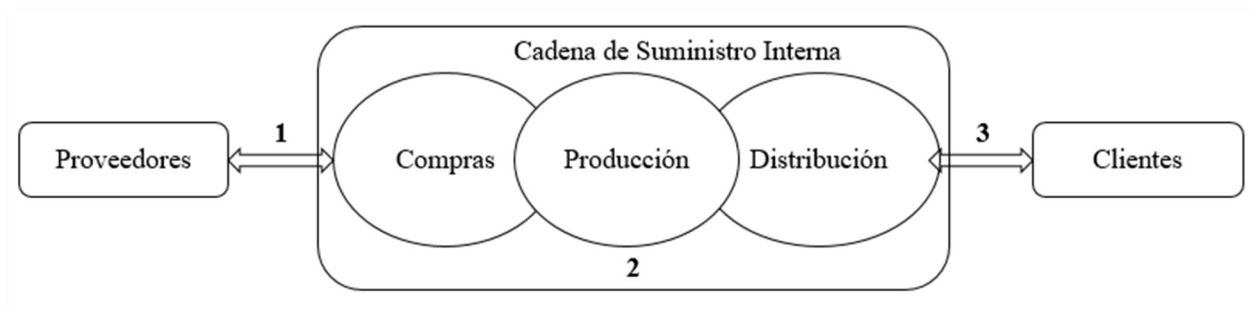 Cadena de Suministro Interna
1
3
Proveedores
Compras
Producción
Distribución
Clientes
2